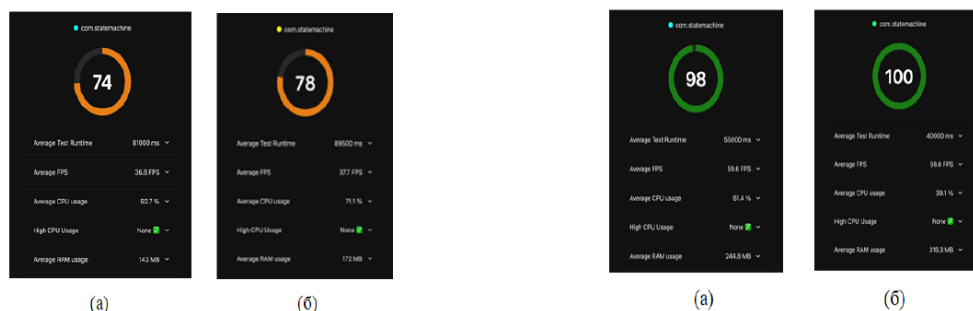 com.statemachine
74
Average Test Runtime 81000 ms
Average FPS 36.6 FPS
Average CPU usage 93.7 %
High CPU Usage None ✅
Average RAM usage 143 MB
(а)
com.statemachine
78
Average Test Runtime 89500 ms
Average FPS 37.7 FPS
Average CPU usage 71.1 %
High CPU Usage None ✅
Average RAM usage 172 MB
(б)
com.statemachine
98
Average Test Runtime 55000 ms
Average FPS 59.6 FPS
Average CPU usage 61.4 %
High CPU Usage None ✅
Average RAM usage 244.8 MB
(а)
com.statemachine
100
Average Test Runtime 40000 ms
Average FPS 59.6 FPS
Average CPU usage 39.1 %
High CPU Usage None ✅
Average RAM usage 316.3 MB
(б)